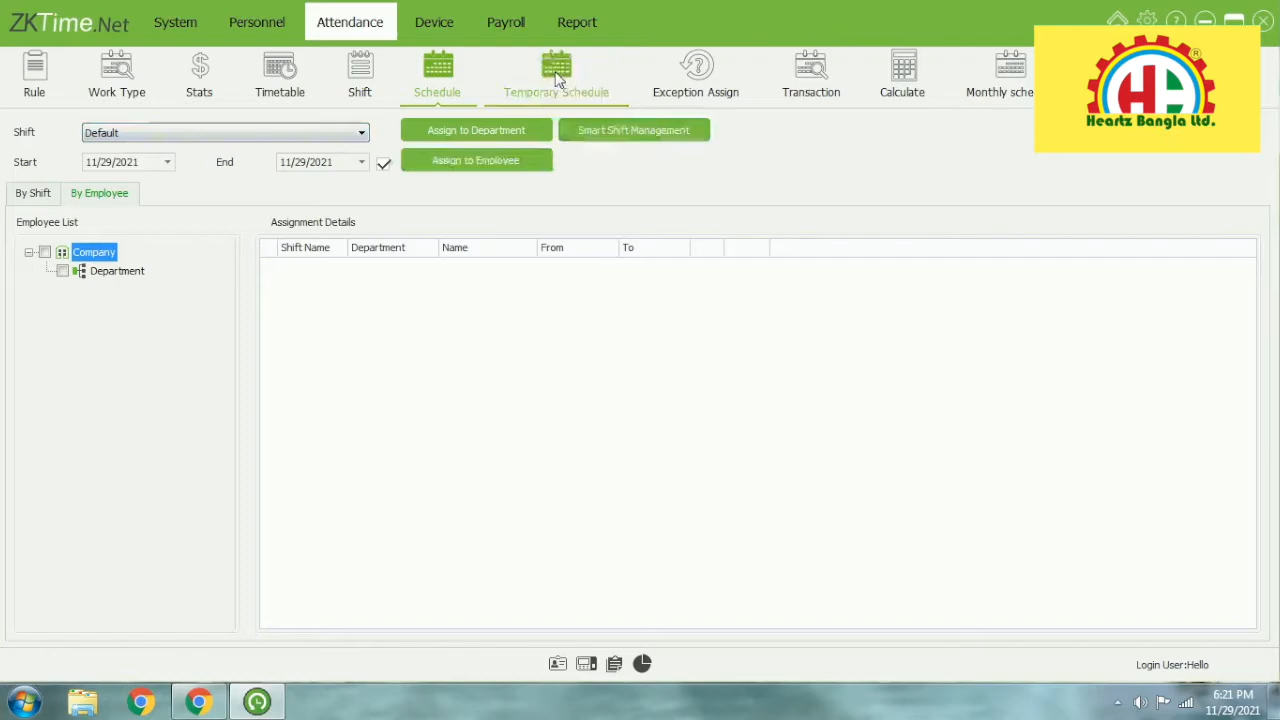 ZKTime.Net System Personnel Attendance Device Payroll Report
Rule Work Type Stats Timetable Shift Schedule Temporary Schedule Exception Assign Transaction Calculate Monthly sche
HC ®
Heartz Bangla Ltd.
Shift Default Assign to Department Smart Shift Management
Start 11/29/2021 End 11/29/2021 Assign to Employee
By Shift By Employee
Employee List Assignment Details
Shift Name Department Name From To
Company
Department
Login User:Hello
6:21 PM
11/29/2021